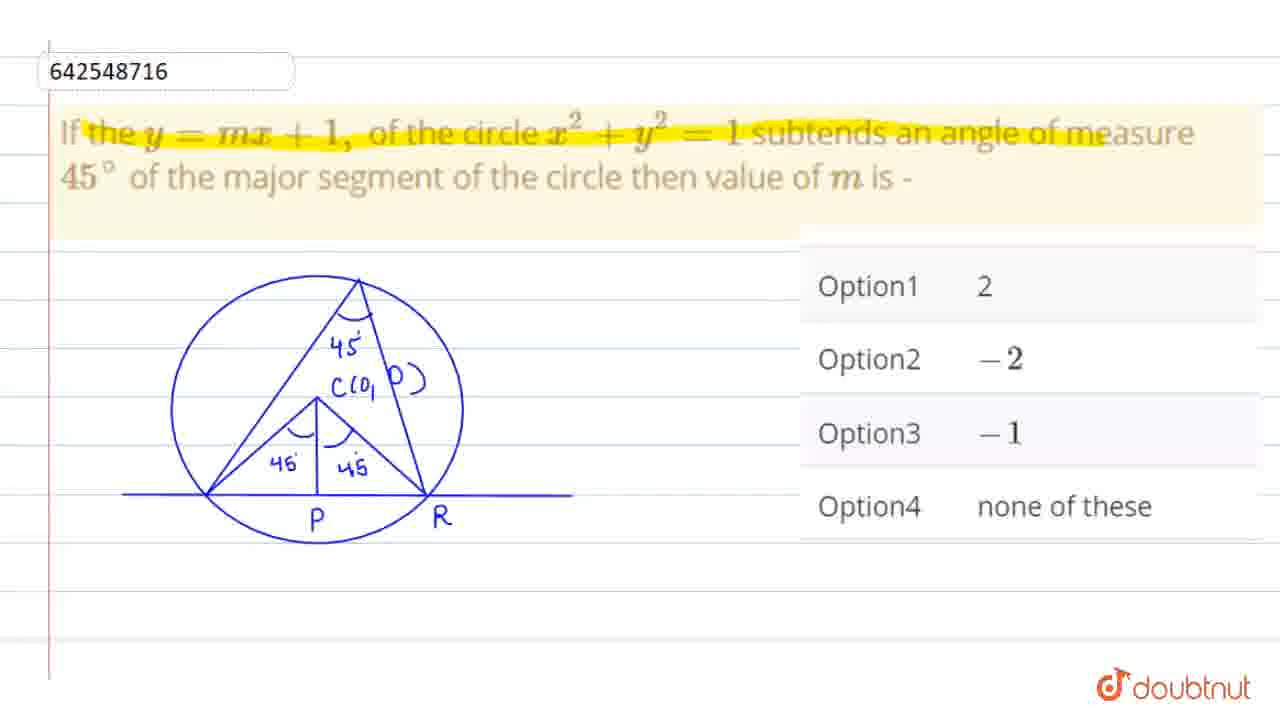 642548716
If the y = mx + 1, of the circle x² + y² = 1 subtends an angle of measure
45° of the major segment of the circle then value of m is -
Option1 2
Option2 −2
Option3 −1
Option4 none of these
45°
C(0, 0)
45° 45°
P R
doubtnut